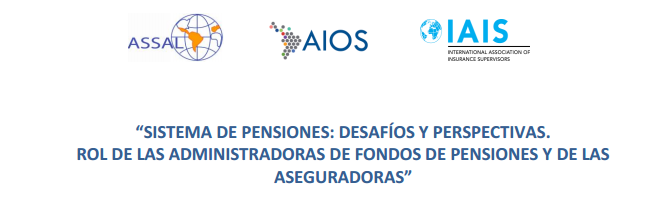 ASSAL
AIOS
IAIS
INTERNATIONAL ASSOCIATION OF
INSURANCE SUPERVISORS
“SISTEMA DE PENSIONES: DESAFÍOS Y PERSPECTIVAS.
ROL DE LAS ADMINISTRADORAS DE FONDOS DE PENSIONES Y DE LAS
ASEGURADORAS”